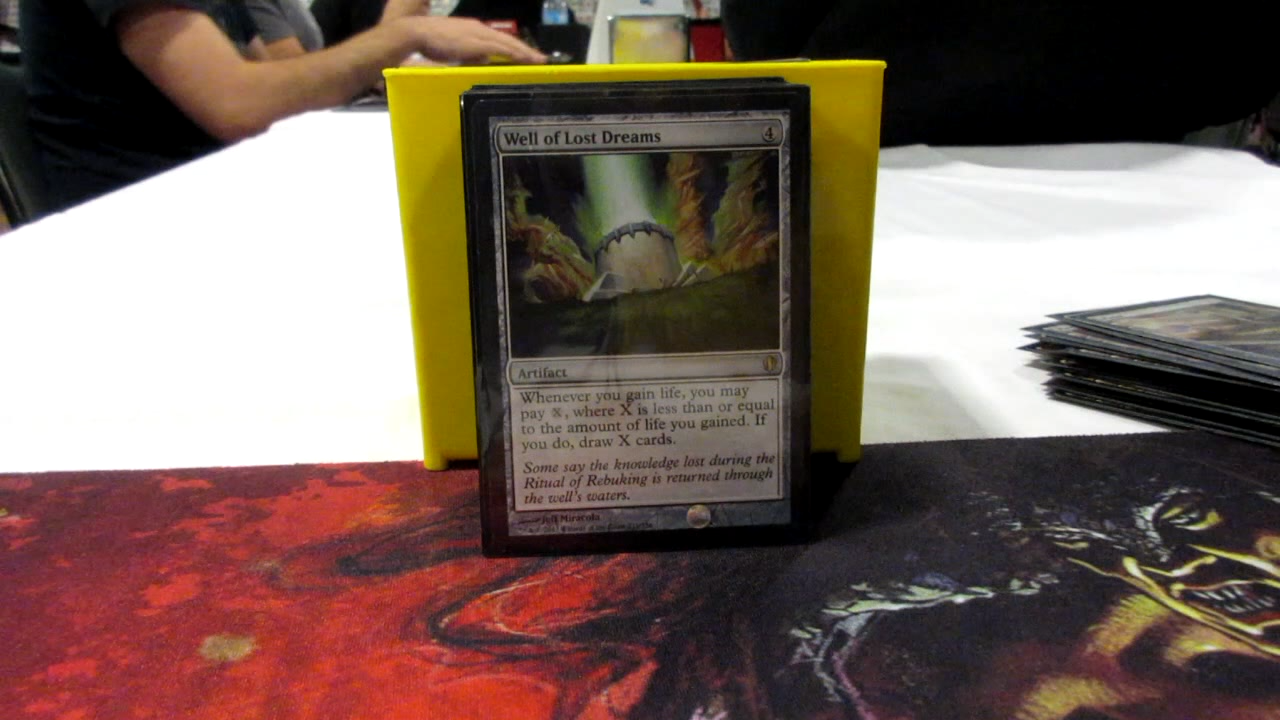 Well of Lost Dreams 4
Artifact
Whenever you gain life, you may
pay X, where X is less than or equal
to the amount of life you gained. If
you do, draw X cards.
Some say the knowledge lost during the
Ritual of Rebuking is returned through
the well's waters.
Jeff Miracola